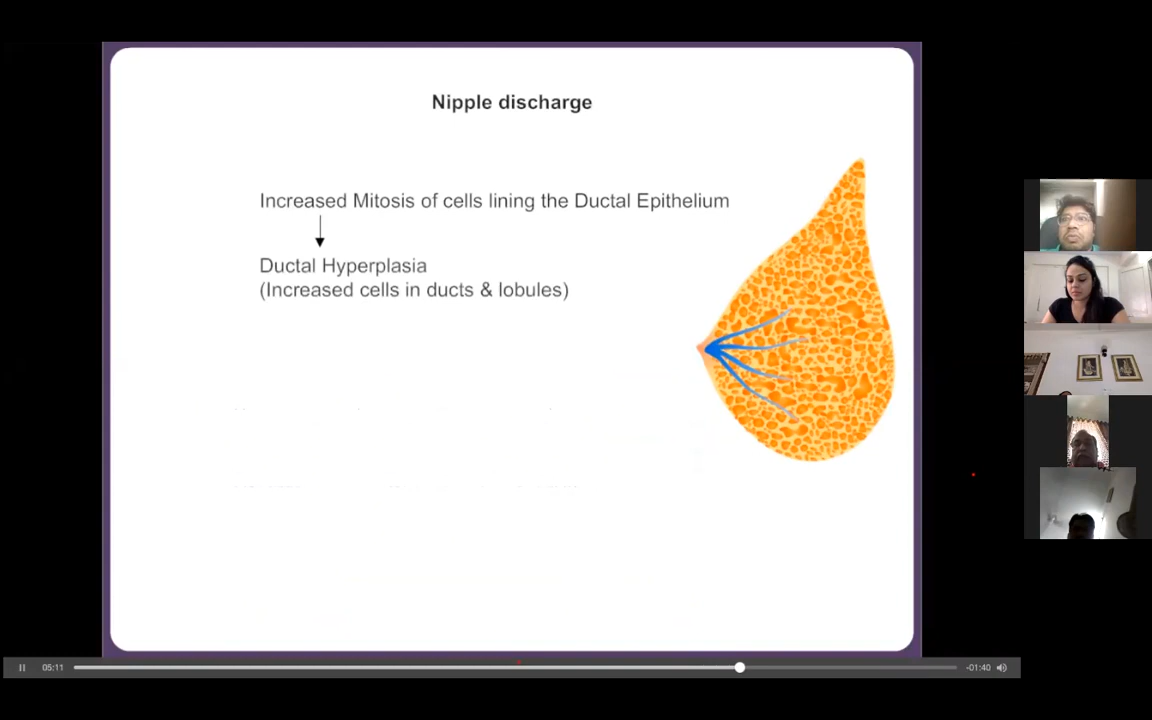 Nipple discharge
Increased Mitosis of cells lining the Ductal Epithelium
Ductal Hyperplasia
(Increased cells in ducts & lobules)
05:11
-01:40